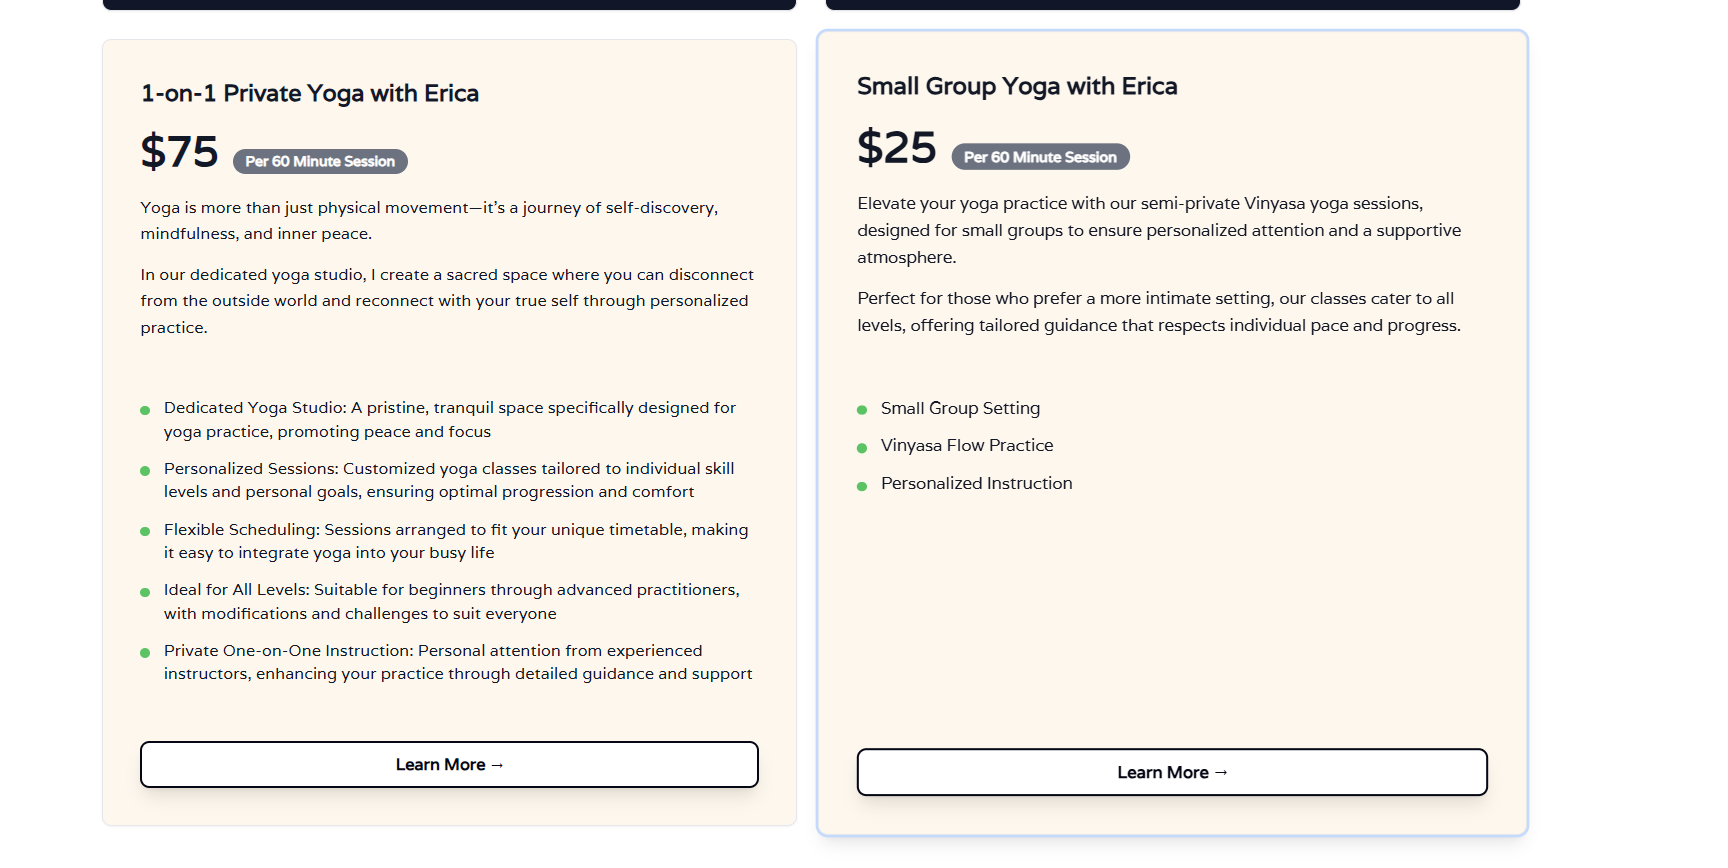 1-on-1 Private Yoga with Erica
$75 Per 60 Minute Session
Yoga is more than just physical movement—it's a journey of self-discovery,
mindfulness, and inner peace.
In our dedicated yoga studio, I create a sacred space where you can disconnect
from the outside world and reconnect with your true self through personalized
practice.
Dedicated Yoga Studio: A pristine, tranquil space specifically designed for
yoga practice, promoting peace and focus
Personalized Sessions: Customized yoga classes tailored to individual skill
levels and personal goals, ensuring optimal progression and comfort
Flexible Scheduling: Sessions arranged to fit your unique timetable, making
it easy to integrate yoga into your busy life
Ideal for All Levels: Suitable for beginners through advanced practitioners,
with modifications and challenges to suit everyone
Private One-on-One Instruction: Personal attention from experienced
instructors, enhancing your practice through detailed guidance and support
Learn More →
Small Group Yoga with Erica
$25 Per 60 Minute Session
Elevate your yoga practice with our semi-private Vinyasa yoga sessions,
designed for small groups to ensure personalized attention and a supportive
atmosphere.
Perfect for those who prefer a more intimate setting, our classes cater to all
levels, offering tailored guidance that respects individual pace and progress.
Small Group Setting
Vinyasa Flow Practice
Personalized Instruction
Learn More →